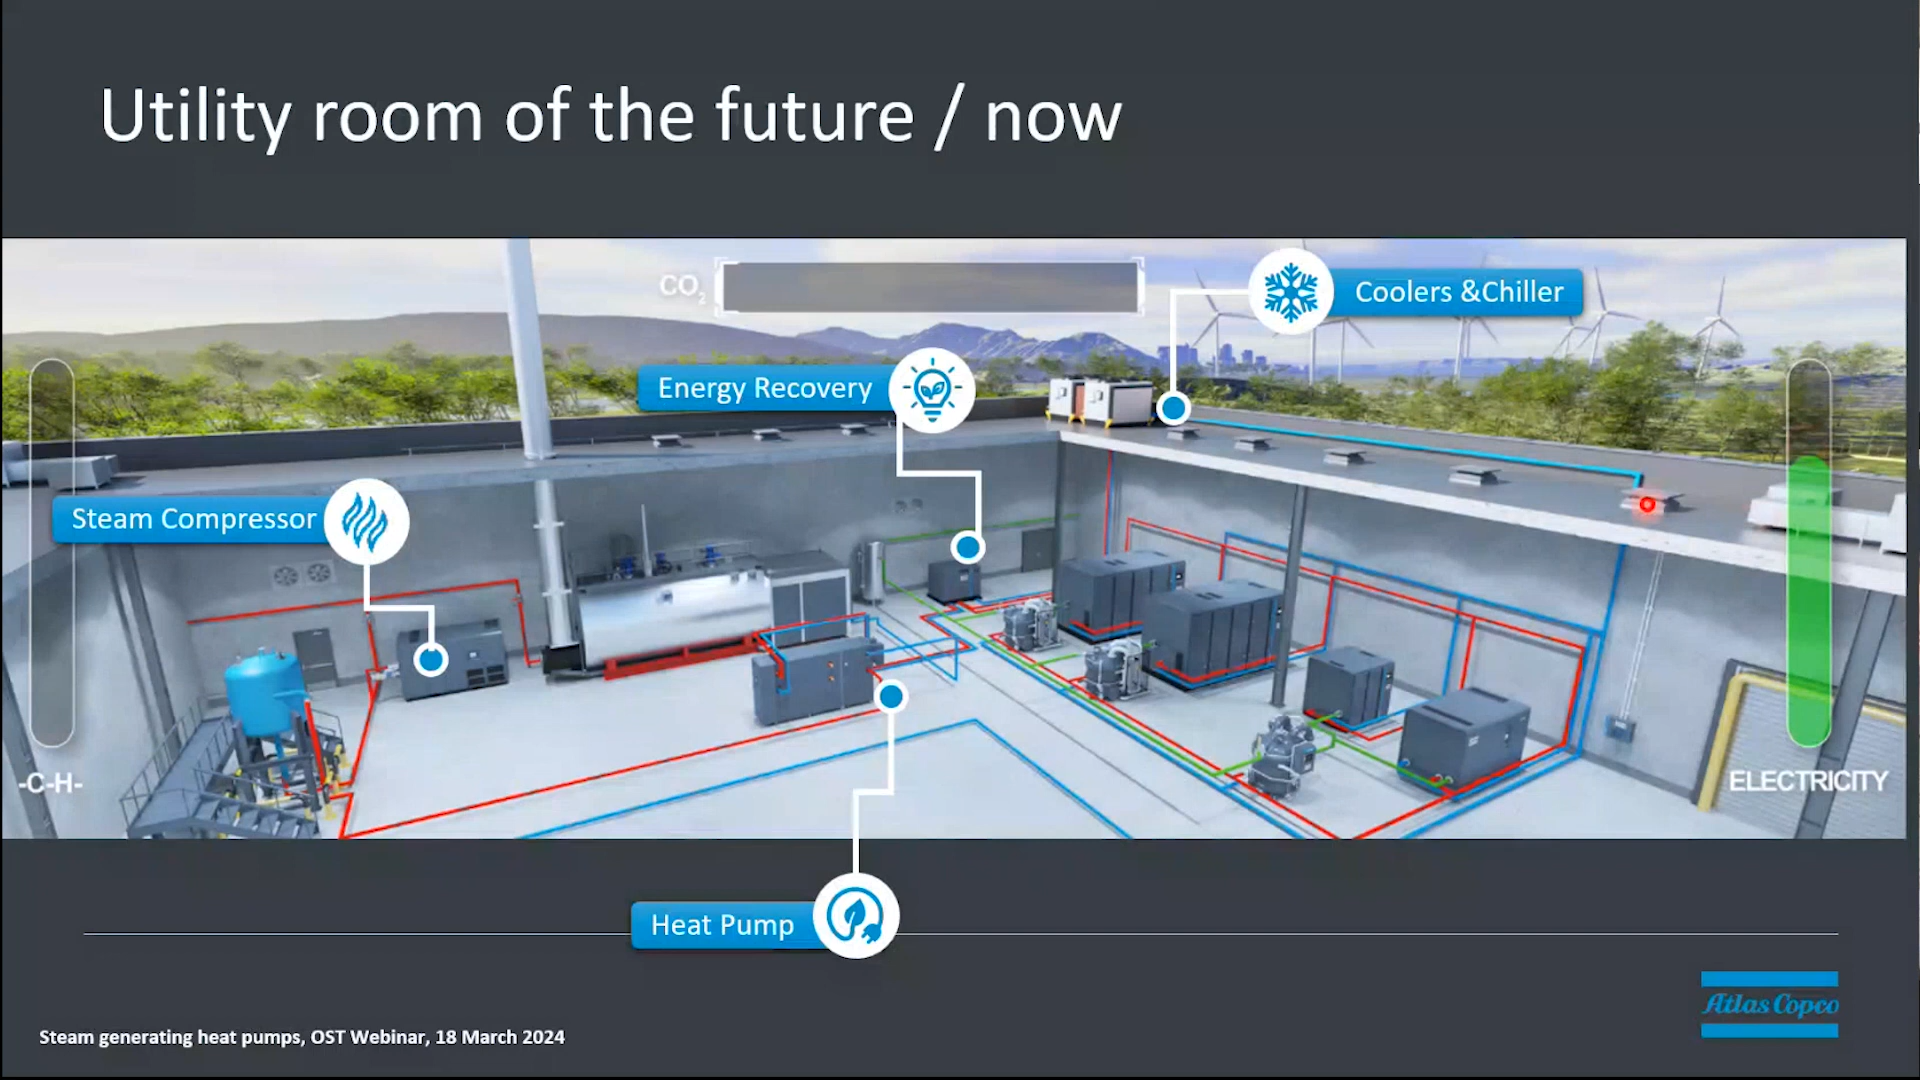 Utility room of the future / now
CO2
Coolers &Chiller
Energy Recovery
Steam Compressor
-C-H-
ELECTRICITY
Heat Pump
Atlas Copco
Steam generating heat pumps, OST Webinar, 18 March 2024